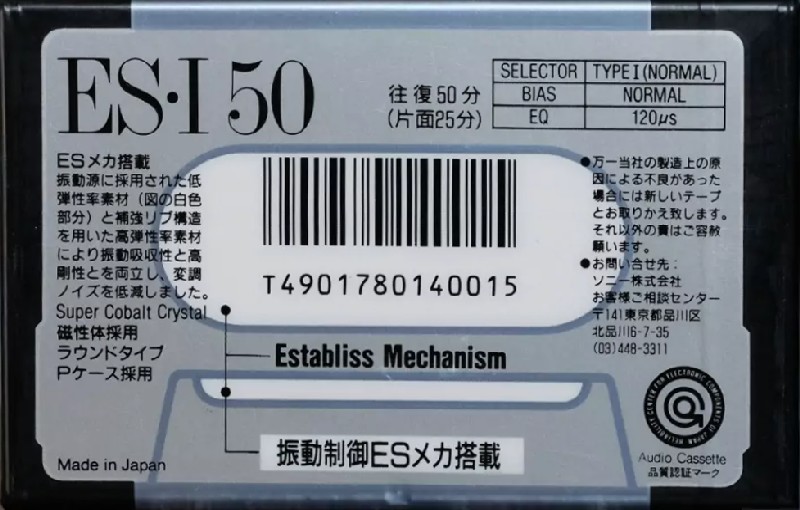 ES·I 50
往復50分
(片面25分)
SELECTOR TYPE I (NORMAL)
BIAS NORMAL
EQ 120μs
ESメカ搭載
振動源に採用された低
弾性率素材(図の白色
部分)と補強リブ構造
を用いた高弾性率素材
により振動吸収性と高
剛性とを両立し、変調
ノイズを低減しました。
Super Cobalt Crystal
磁性体採用
ラウンドタイプ
Pケース採用
Made in Japan
T4901780140015
Establiss Mechanism
振動制御ESメカ搭載
●万一当社の製造上の原
因による不良があった
場合には新しいテープ
とお取りかえ致します。
それ以外の責はご容赦
願います。
●お問い合せ先:
ソニー株式会社
お客様ご相談センター
〒141東京都品川区
北品川6-7-35
(03)448-3311
CENTER FOR ELECTRONIC COMPONENTS OF JAPAN RELIABILITY
Audio Cassette
品質認証マーク